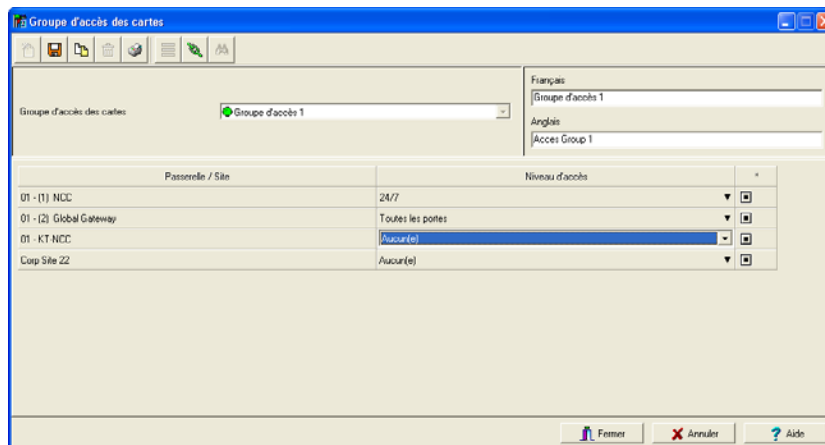 Groupe d'accès des cartes
Français
Groupe d'accès des cartes
Groupe d'accès 1
Groupe d'accès 1
Anglais
Acces Group 1
Passerelle / Site
Niveau d'accès
*
01 - (1) NCC
24/7
01 - (2) Global Gateway
Toutes les portes
01 - KT-NCC
Aucun(e)
Corp Site 22
Aucun(e)
Fermer
Annuler
? Aide